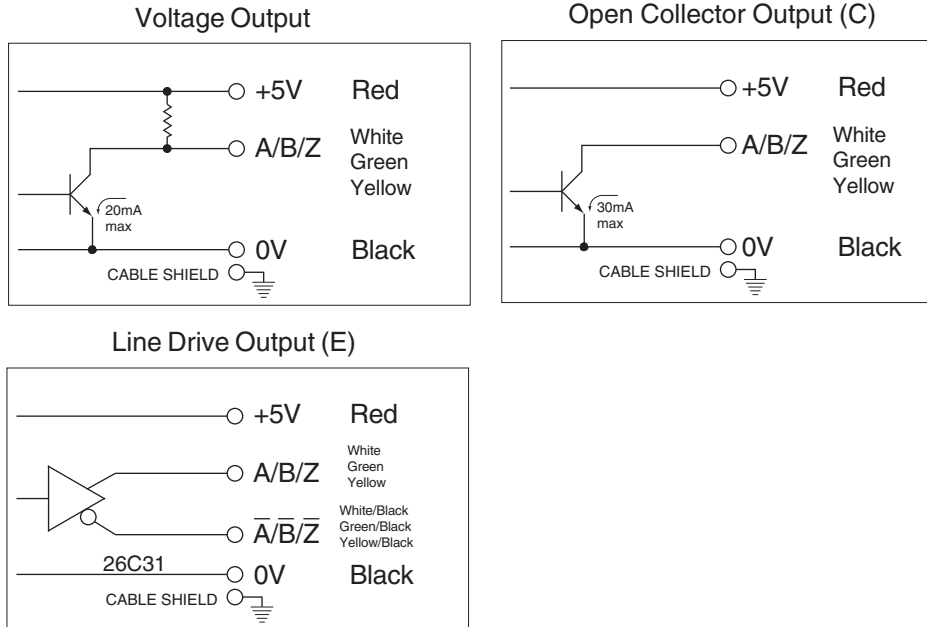 Voltage Output
+5V Red
A/B/Z White
Green
Yellow
20mA
max
0V Black
CABLE SHIELD
Open Collector Output (C)
+5V Red
A/B/Z White
Green
Yellow
30mA
max
0V Black
CABLE SHIELD
Line Drive Output (E)
+5V Red
A/B/Z White
Green
Yellow
A̅/B̅/Z̅ White/Black
Green/Black
Yellow/Black
26C31
0V Black
CABLE SHIELD